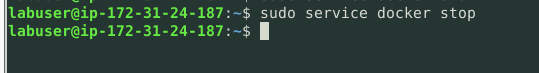 labuser@ip-172-31-24-187:~$ sudo service docker stop
labuser@ip-172-31-24-187:~$